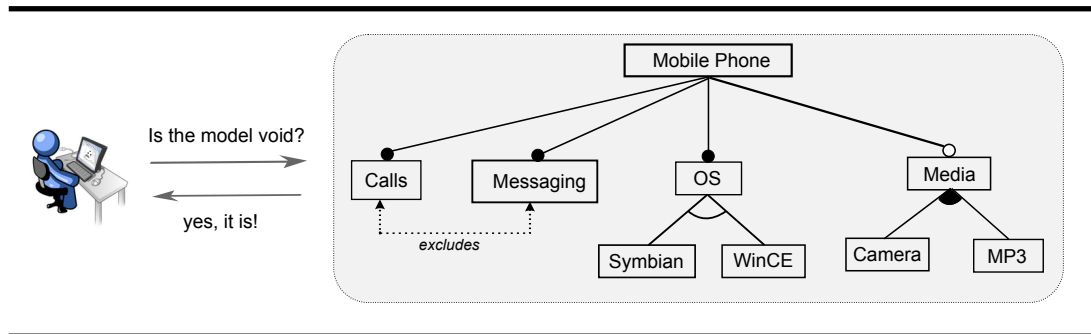 Mobile Phone
Is the model void?
yes, it is!
Calls
Messaging
OS
Media
excludes
Symbian
WinCE
Camera
MP3